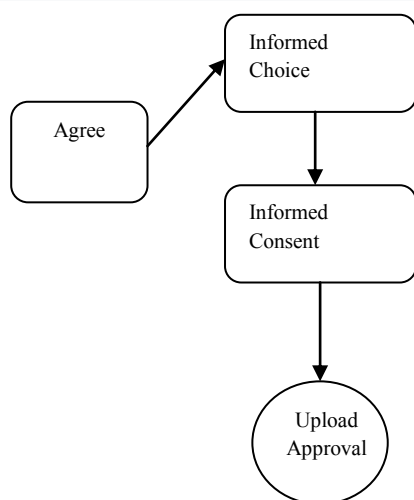 Agree
Informed
Choice
Informed
Consent
Upload
Approval